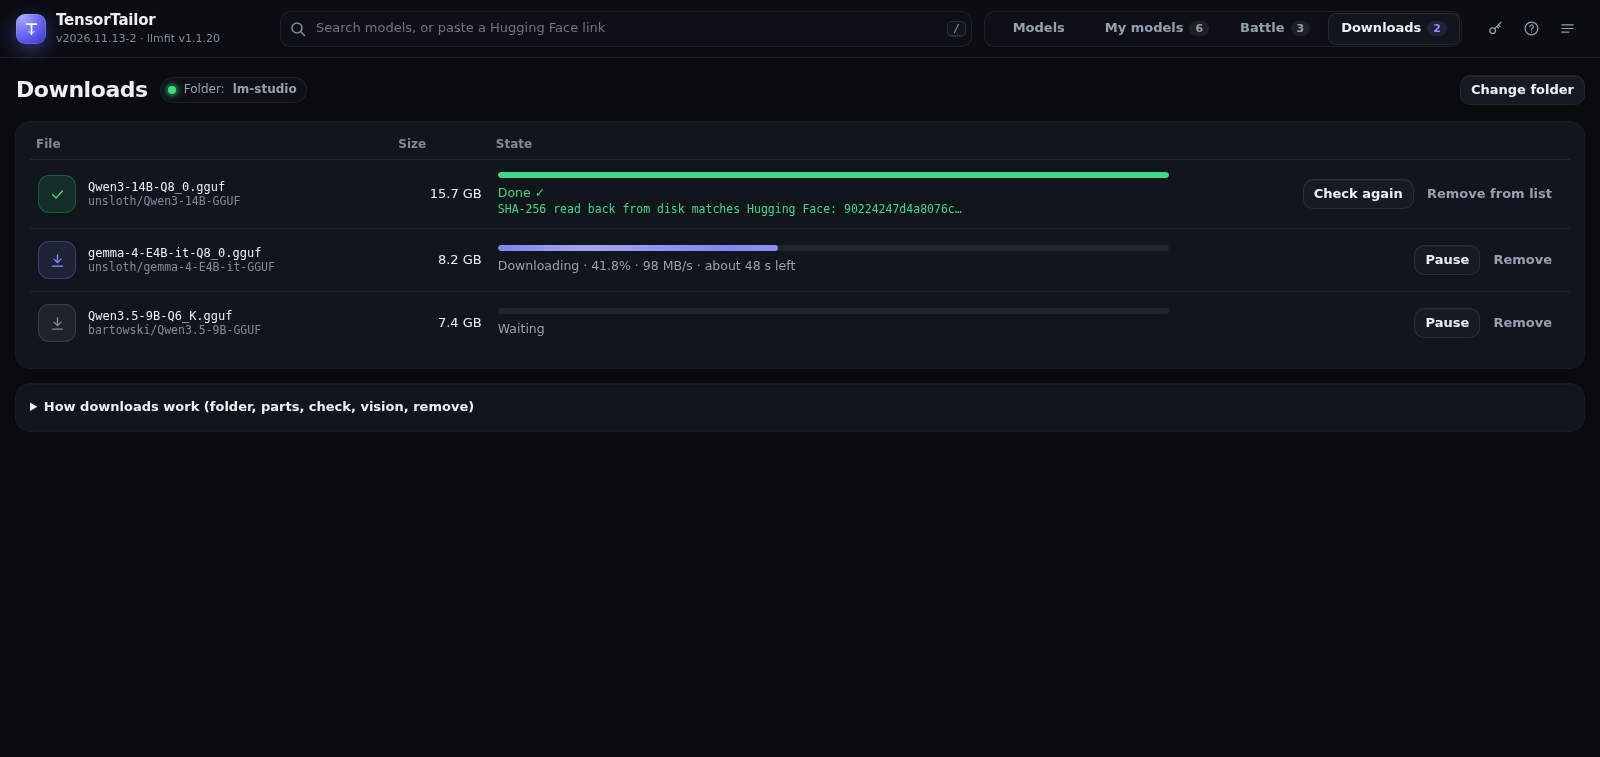 TensorTailor
v2026.11.13-2 · llmfit v1.1.20
Search models, or paste a Hugging Face link
/
Models
My models 6
Battle 3
Downloads 2
Downloads
Folder: lm-studio
Change folder
File
Size
State
Qwen3-14B-Q8_0.gguf
unsloth/Qwen3-14B-GGUF
15.7 GB
Done ✓
SHA-256 read back from disk matches Hugging Face: 90224247d4a8076c…
Check again
Remove from list
gemma-4-E4B-it-Q8_0.gguf
unsloth/gemma-4-E4B-it-GGUF
8.2 GB
Downloading · 41.8% · 98 MB/s · about 48 s left
Pause
Remove
Qwen3.5-9B-Q6_K.gguf
bartowski/Qwen3.5-9B-GGUF
7.4 GB
Waiting
Pause
Remove
How downloads work (folder, parts, check, vision, remove)